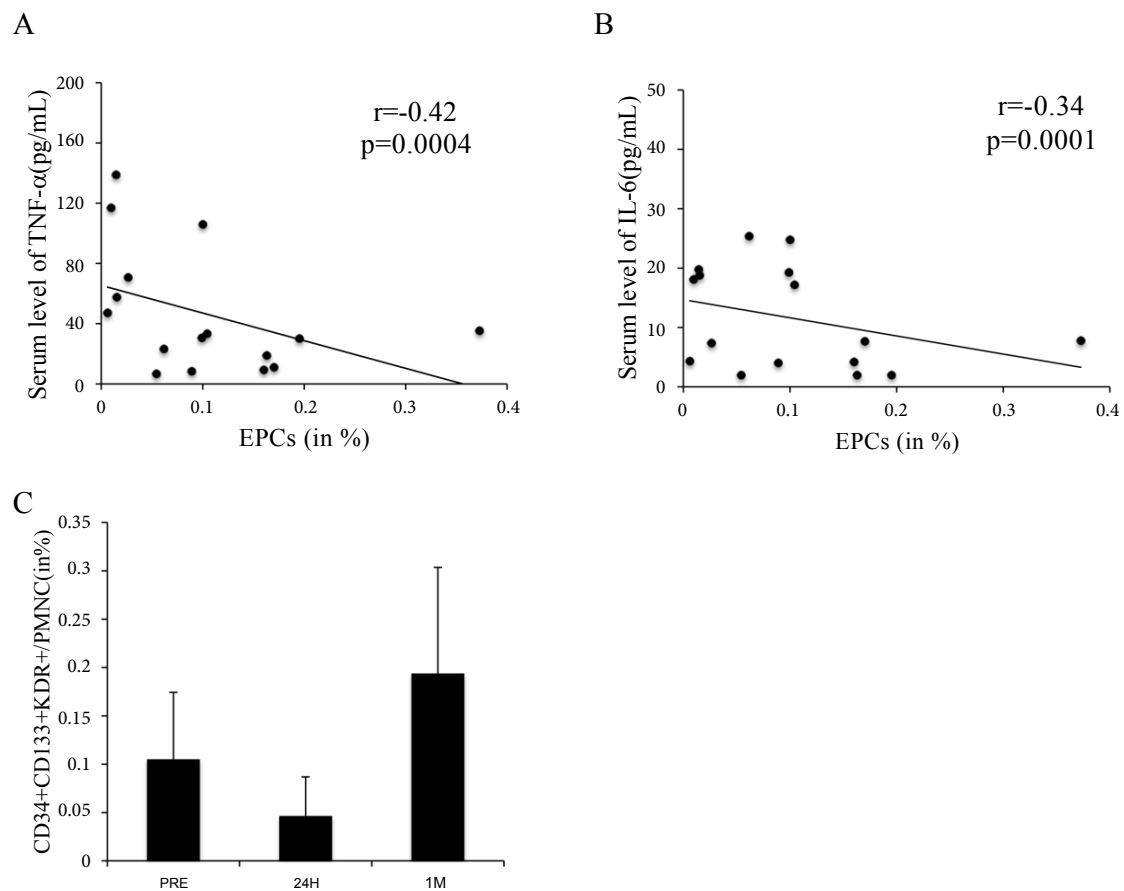 A
Serum level of TNF-α(pg/mL)
200
160
120
80
40
0
r=-0.42
p=0.0004
0
0.1
0.2
0.3
0.4
EPCs (in %)
B
Serum level of IL-6(pg/mL)
50
40
30
20
10
0
r=-0.34
p=0.0001
0
0.1
0.2
0.3
0.4
EPCs (in %)
C
CD34+CD133+KDR+/PMNC(in%)
0.35
0.3
0.25
0.2
0.15
0.1
0.05
0
PRE
24H
1M